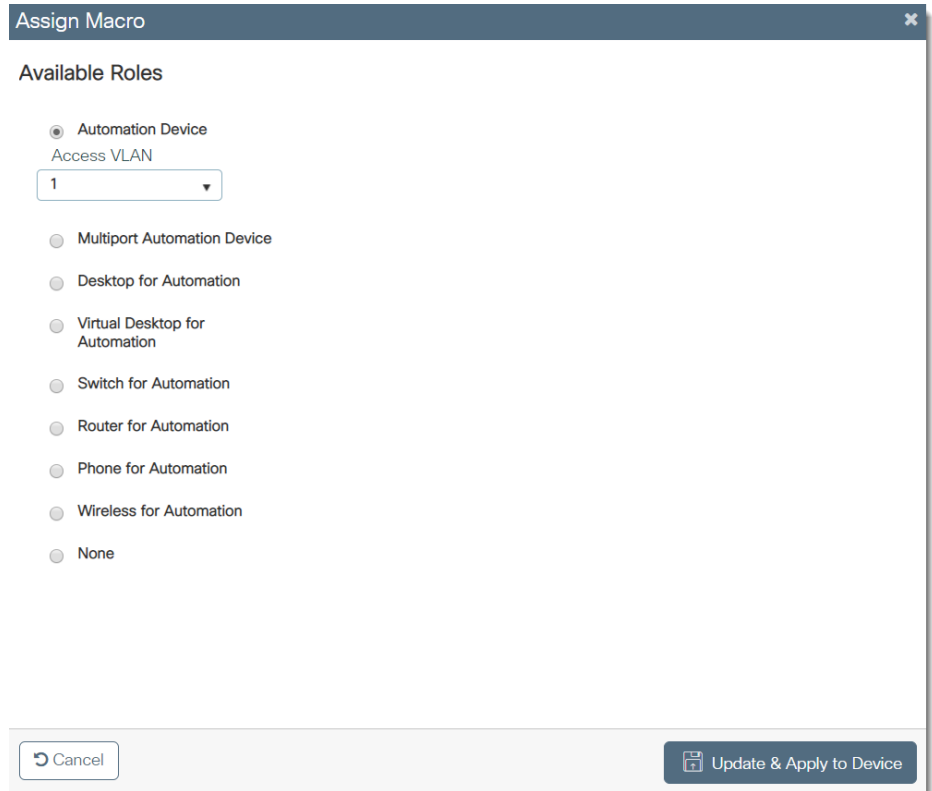 Assign Macro
Available Roles
Automation Device
Access VLAN
1
Multiport Automation Device
Desktop for Automation
Virtual Desktop for
Automation
Switch for Automation
Router for Automation
Phone for Automation
Wireless for Automation
None
Cancel
Update & Apply to Device